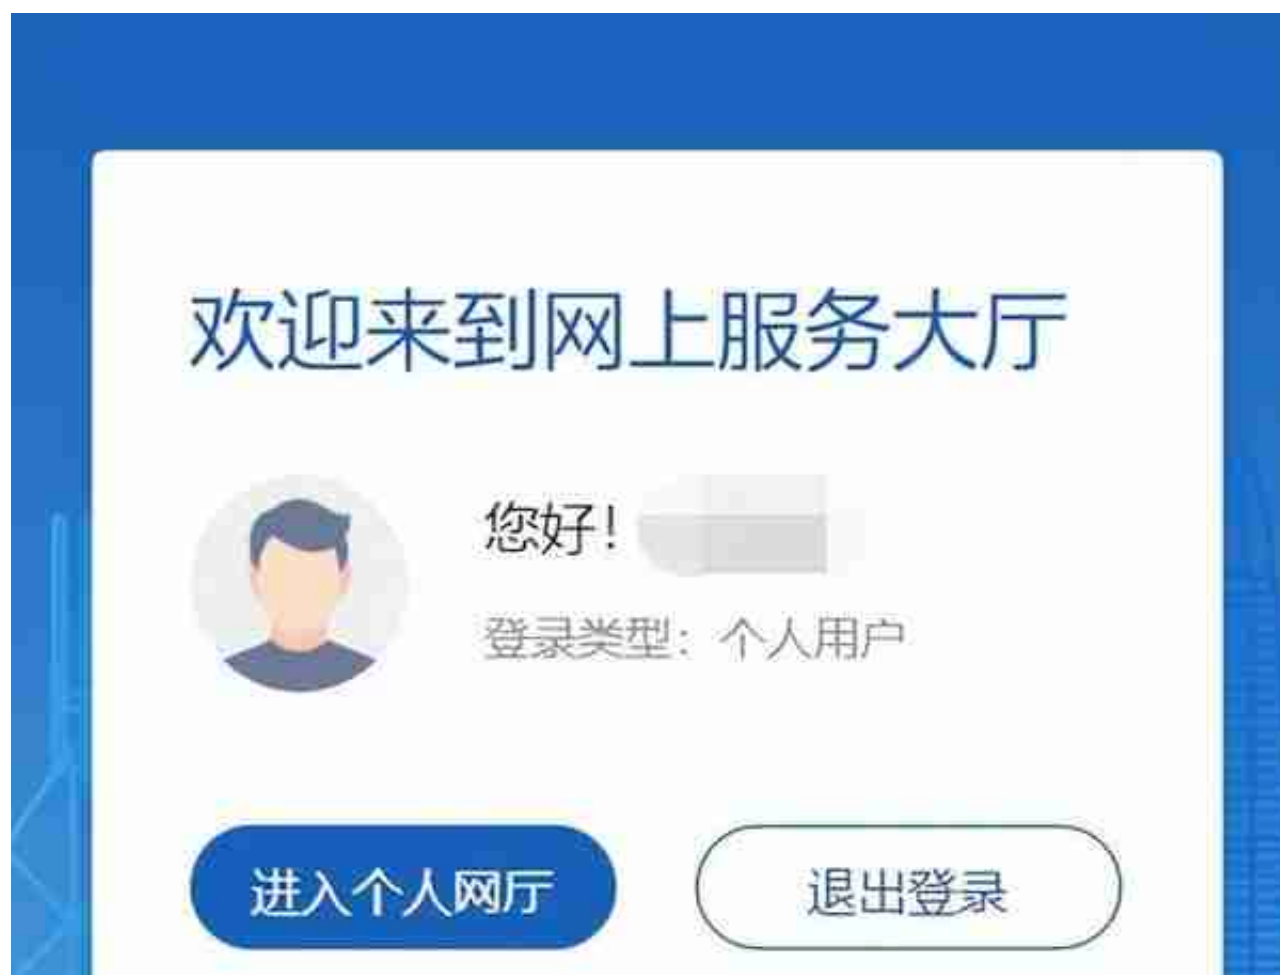 欢迎来到网上服务大厅
您好!
登录类型：个人用户
进入个人网厅
退出登录